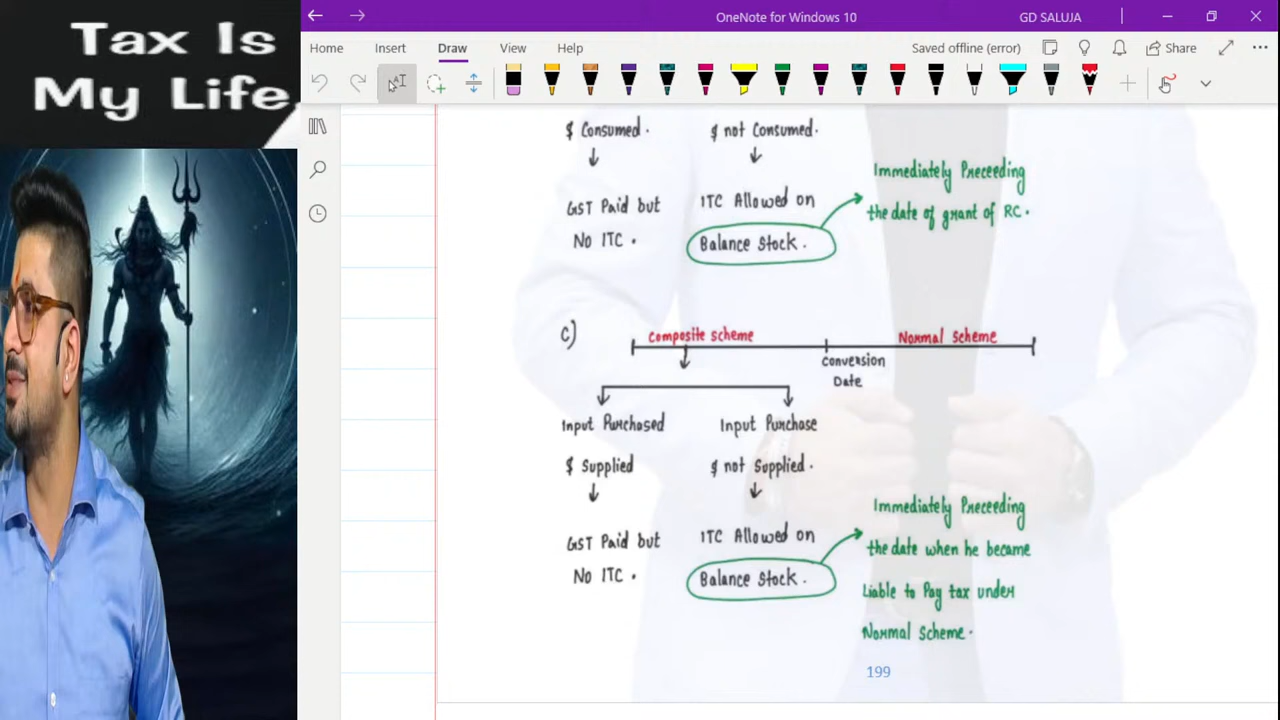 Tax Is
My Life
OneNote for Windows 10
GD SALUJA
Home Insert Draw View Help
Saved offline (error)
Share
$ Consumed.
$ not Consumed.
GST Paid but
No ITC.
ITC Allowed on
Balance Stock.
Immediately Preceeding
the date of grant of RC.
C)
Composite scheme
Normal Scheme
Conversion
Date
Input Purchased
$ Supplied
Input Purchase
$ not Supplied.
GST Paid but
No ITC.
ITC Allowed on
Balance Stock.
Immediately Preceeding
the date when he became
Liable to Pay tax under
Normal Scheme.
199